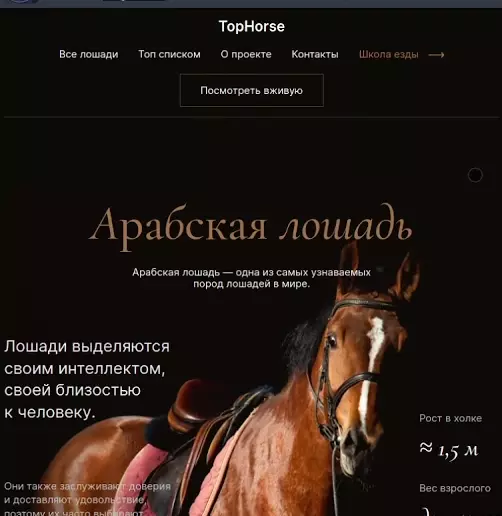 TopHorse
Все лошади Топ списком О проекте Контакты Школа езды ⟶
Посмотреть вживую
Арабская лошадь
Арабская лошадь — одна из самых узнаваемых
пород лошадей в мире.
Лошади выделяются
своим интеллектом,
своей близостью
к человеку.
Рост в холке
≈ 1,5 м
Они также заслуживают доверия
и доставляют удовольствие,
поэтому их часто выбирают
Вес взрослого